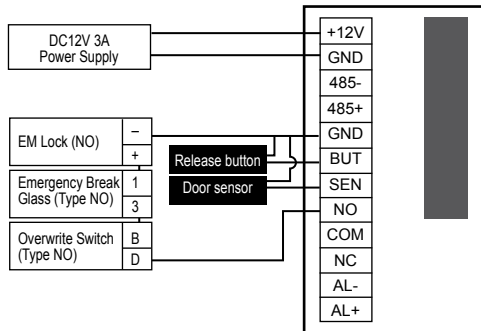 DC12V 3A
Power Supply
EM Lock (NO)
–
+
Emergency Break
Glass (Type NO)
1
3
Overwrite Switch
(Type NO)
B
D
Release button
Door sensor
+12V
GND
485-
485+
GND
BUT
SEN
NO
COM
NC
AL-
AL+